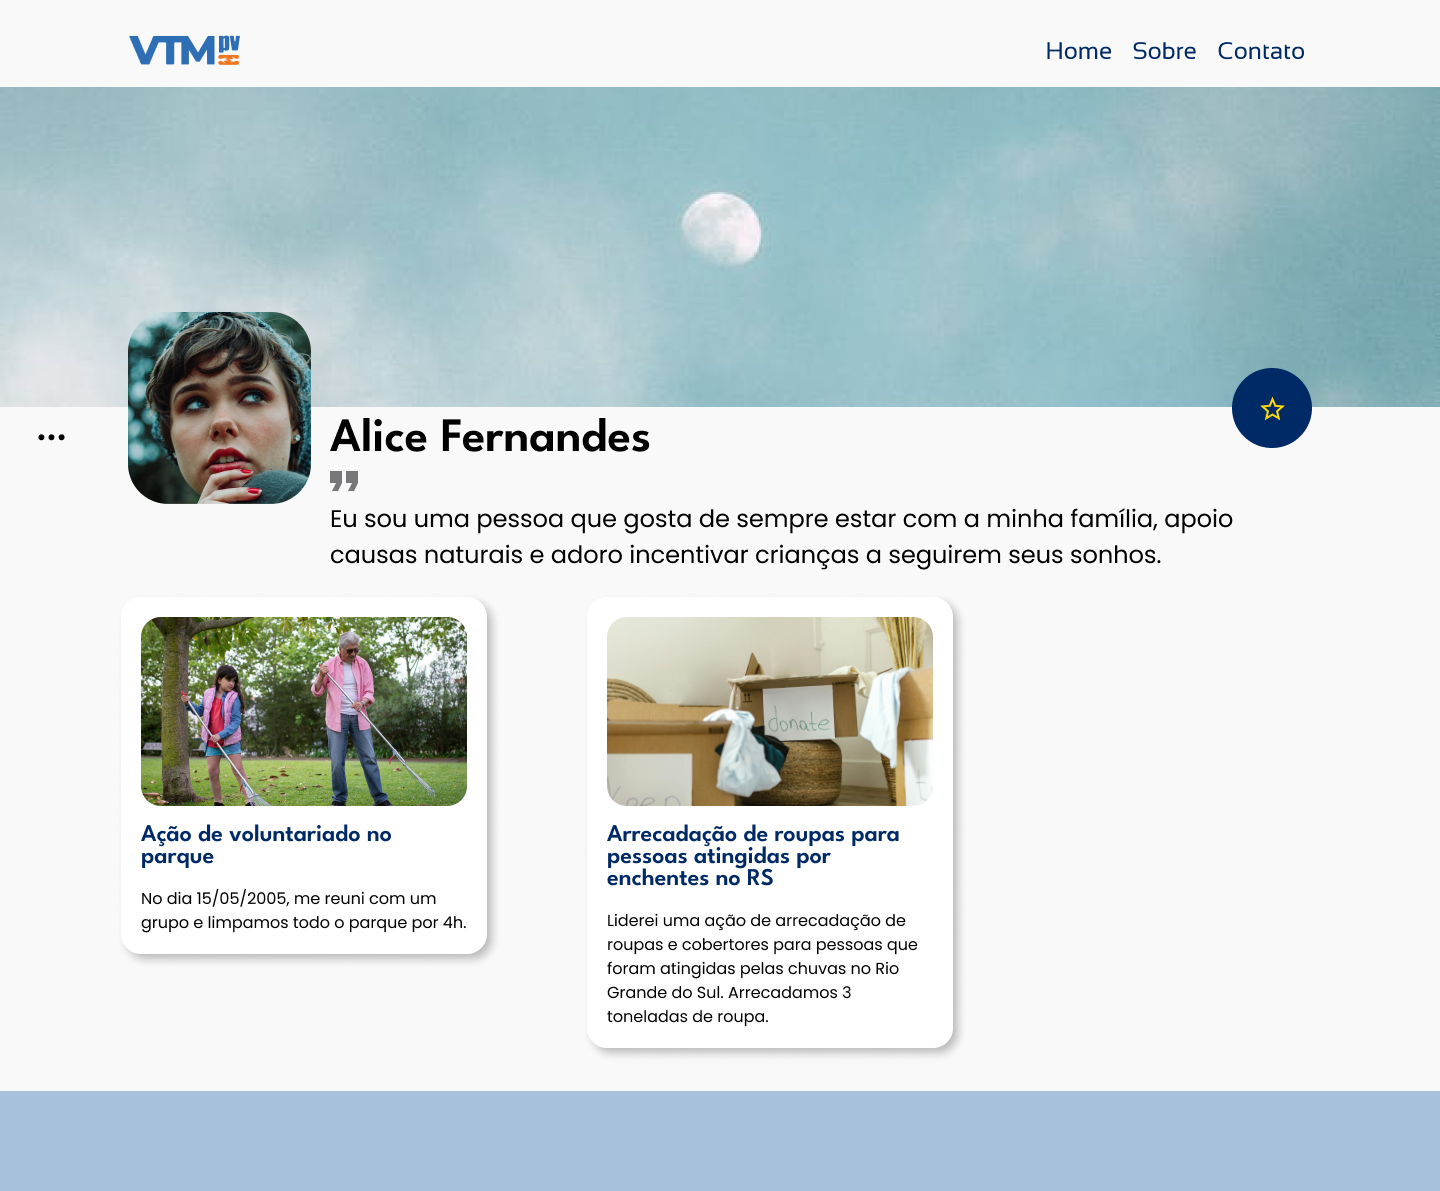 VTM pv
Home Sobre Contato
Alice Fernandes
Eu sou uma pessoa que gosta de sempre estar com a minha família, apoio
causas naturais e adoro incentivar crianças a seguirem seus sonhos.
donate
keep
Ação de voluntariado no
parque
No dia 15/05/2005, me reuni com um
grupo e limpamos todo o parque por 4h.
Arrecadação de roupas para
pessoas atingidas por
enchentes no RS
Liderei uma ação de arrecadação de
roupas e cobertores para pessoas que
foram atingidas pelas chuvas no Rio
Grande do Sul. Arrecadamos 3
toneladas de roupa.